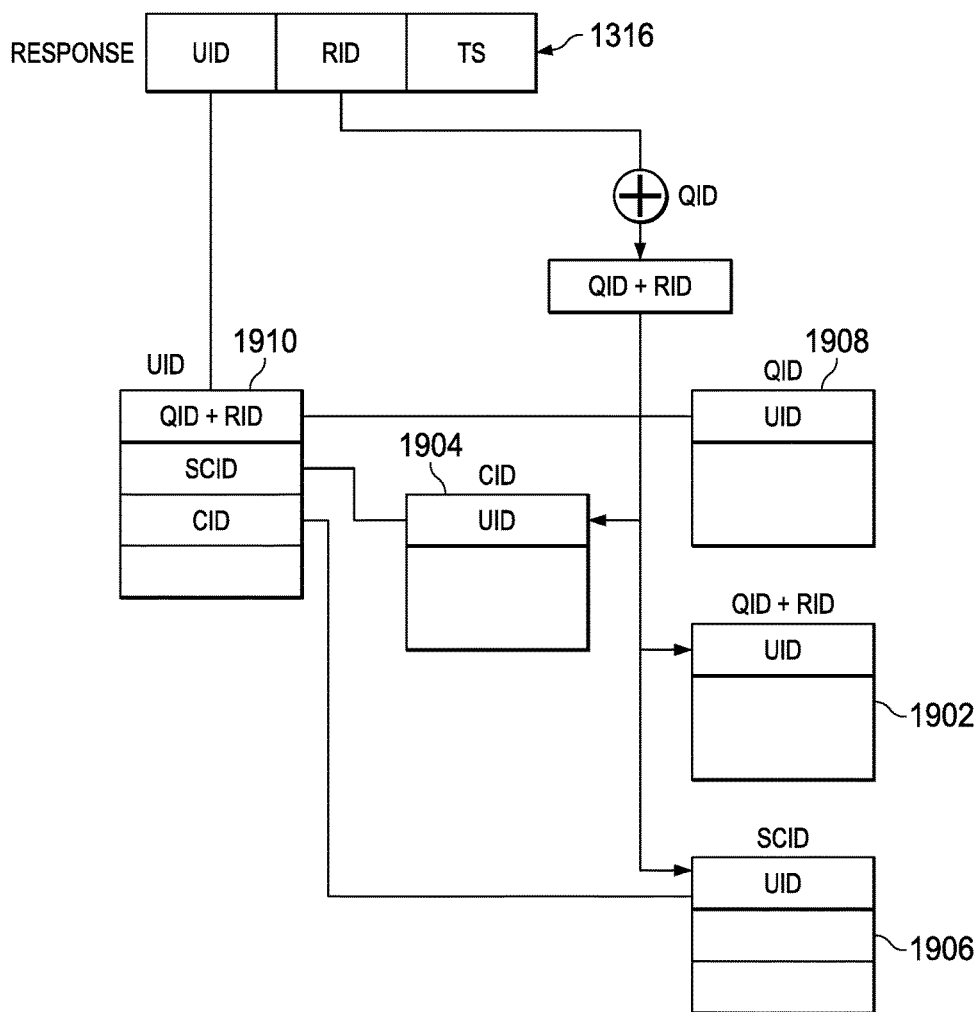 RESPONSE UID RID TS 1316
QID
QID + RID
UID 1910
QID + RID
SCID
CID
QID 1908
UID
1904
CID
UID
QID + RID
UID
1902
SCID
UID
1906